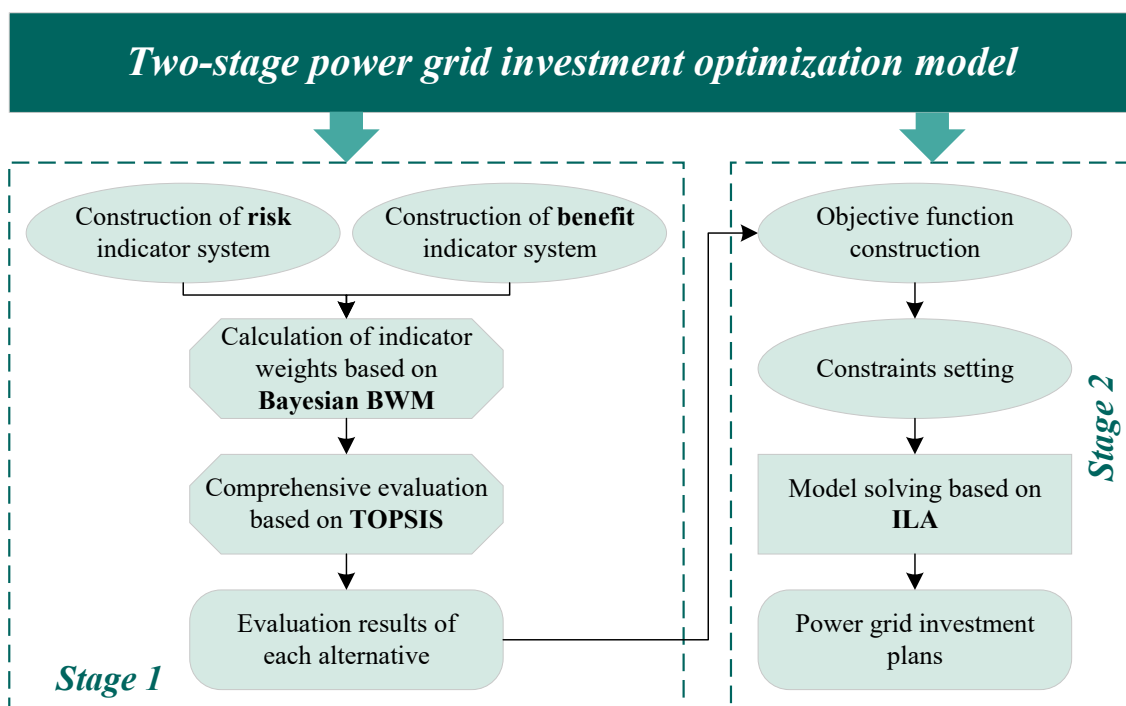 Two-stage power grid investment optimization model
Construction of risk
indicator system
Construction of benefit
indicator system
Calculation of indicator
weights based on
Bayesian BWM
Comprehensive evaluation
based on TOPSIS
Evaluation results of
each alternative
Stage 1
Objective function
construction
Constraints setting
Model solving based on
ILA
Power grid investment
plans
Stage 2